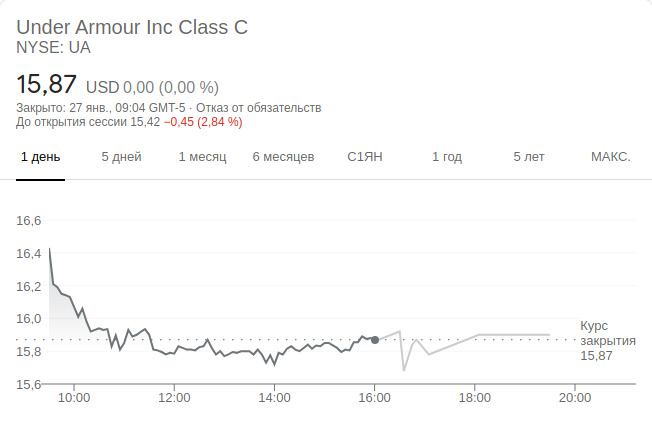 Under Armour Inc Class C
NYSE: UA
15,87 USD 0,00 (0,00 %)
Закрыто: 27 янв., 09:04 GMT-5 · Отказ от обязательств
До открытия сессии 15,42 −0,45 (2,84 %)
1 день 5 дней 1 месяц 6 месяцев С1ЯН 1 год 5 лет МАКС.
16,6
16,4
16,2
16,0
15,8
15,6
Курс
закрытия
15,87
10:00 12:00 14:00 16:00 18:00 20:00